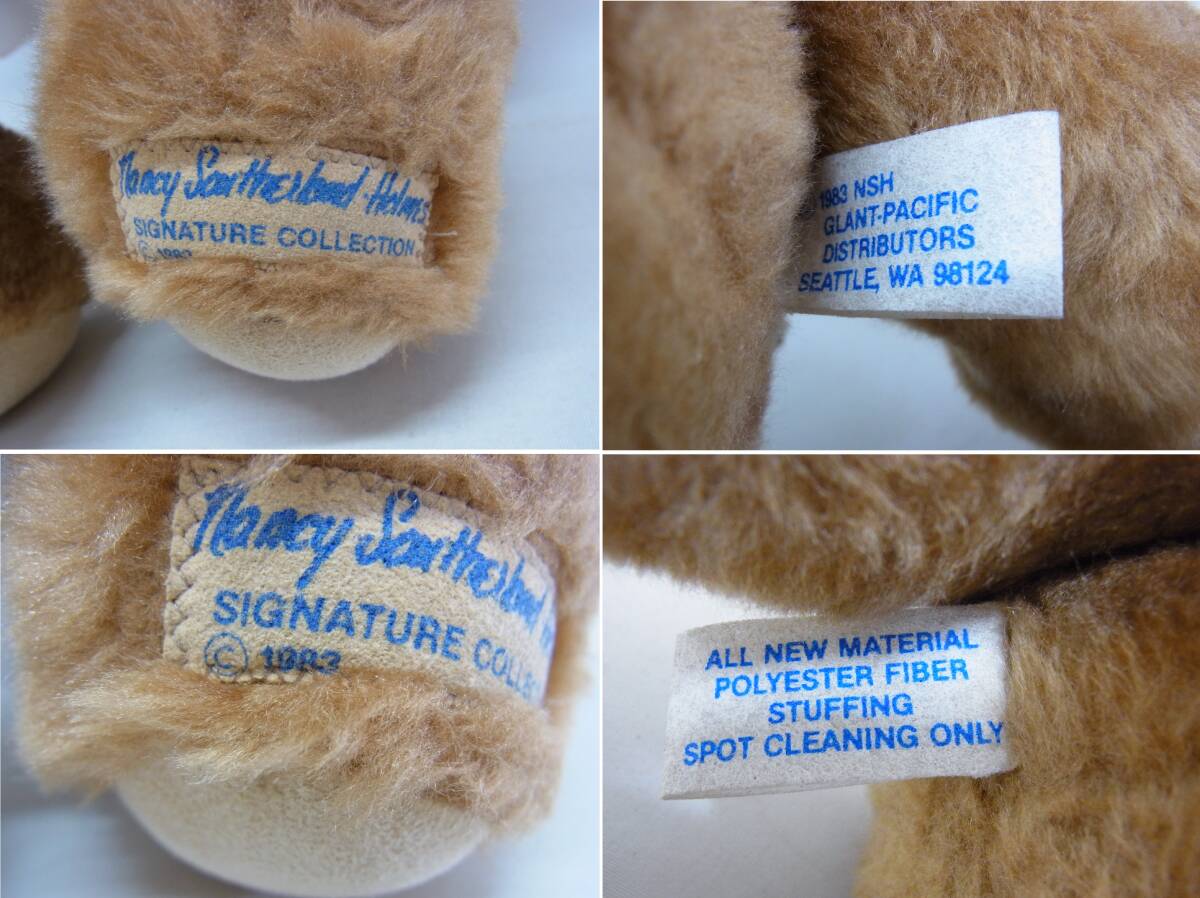 Nancy Southerland-Holmes
SIGNATURE COLLECTION
© 1983
1983 NSH
GLANT-PACIFIC
DISTRIBUTORS
SEATTLE, WA 98124
Nancy Southerland
SIGNATURE COLLECT
© 1983
ALL NEW MATERIAL
POLYESTER FIBER
STUFFING
SPOT CLEANING ONLY